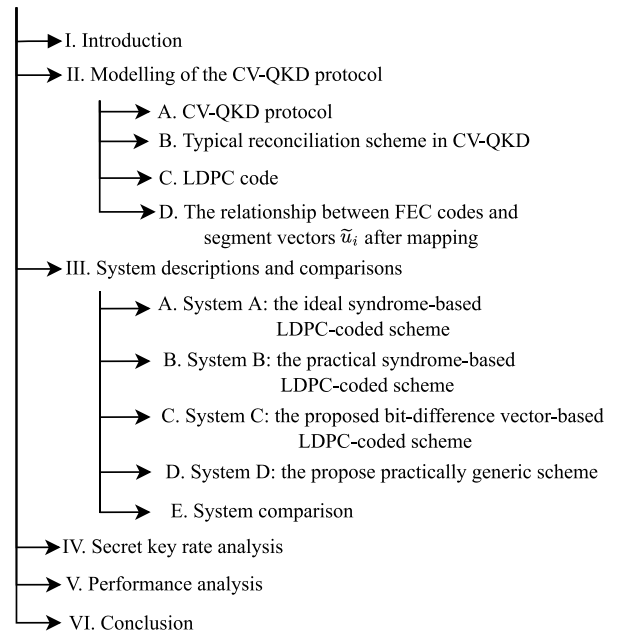 I. Introduction
II. Modelling of the CV-QKD protocol
A. CV-QKD protocol
B. Typical reconciliation scheme in CV-QKD
C. LDPC code
D. The relationship between FEC codes and
segment vectors ũᵢ after mapping
III. System descriptions and comparisons
A. System A: the ideal syndrome-based
LDPC-coded scheme
B. System B: the practical syndrome-based
LDPC-coded scheme
C. System C: the proposed bit-difference vector-based
LDPC-coded scheme
D. System D: the propose practically generic scheme
E. System comparison
IV. Secret key rate analysis
V. Performance analysis
VI. Conclusion